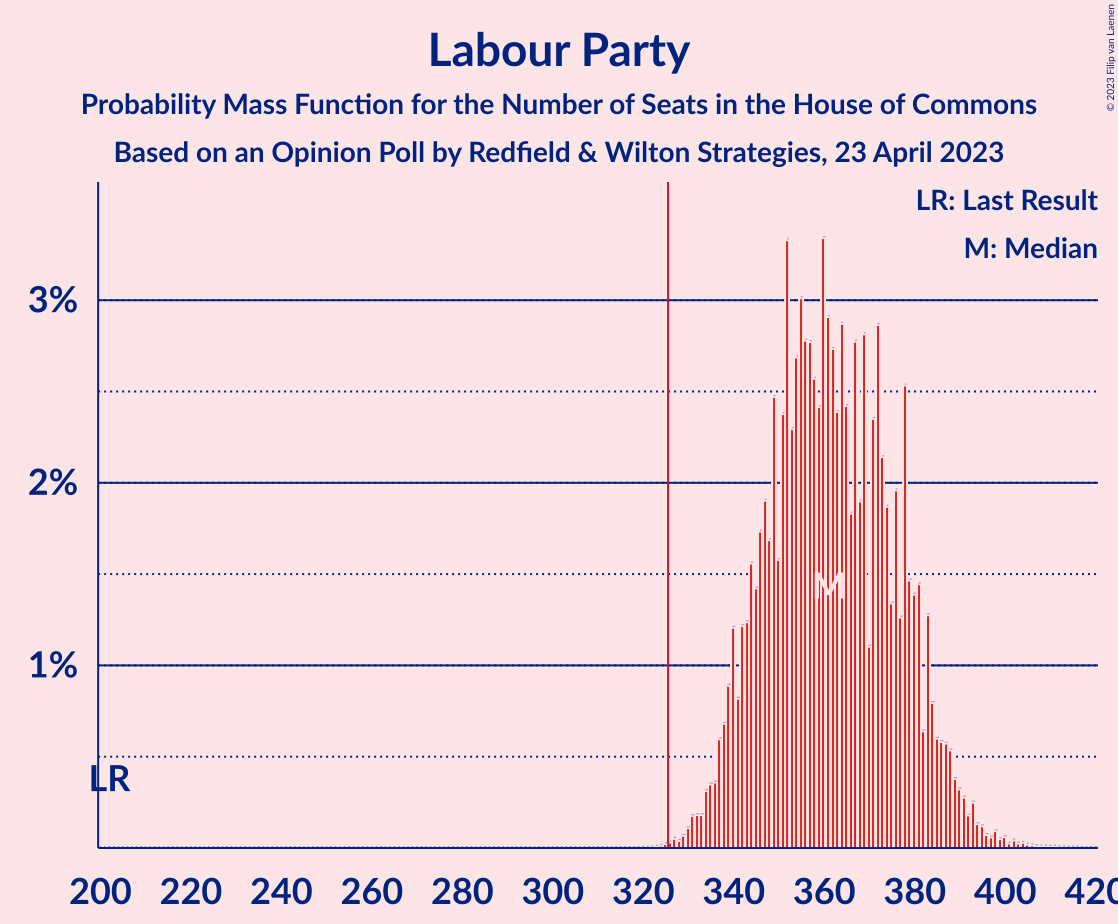 Labour Party
Probability Mass Function for the Number of Seats in the House of Commons
Based on an Opinion Poll by Redfield & Wilton Strategies, 23 April 2023
© 2023 Filip van Laenen
LR: Last Result
M: Median
3%
2%
1%
M
LR
200 220 240 260 280 300 320 340 360 380 400 420